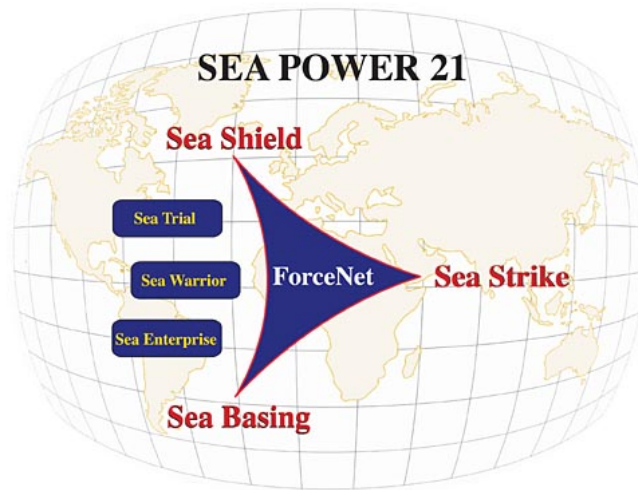 SEA POWER 21
Sea Shield
Sea Trial
Sea Warrior
ForceNet
Sea Strike
Sea Enterprise
Sea Basing